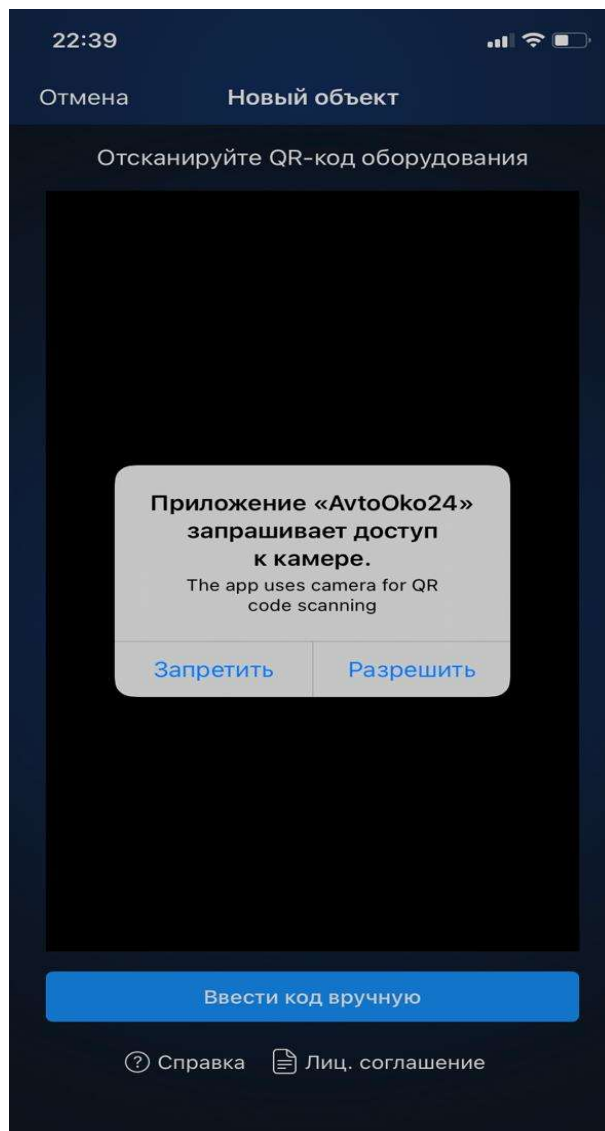 22:39
Отмена Новый объект
Отсканируйте QR-код оборудования
Приложение «AvtoOko24»
запрашивает доступ
к камере.
The app uses camera for QR
code scanning
Запретить Разрешить
Ввести код вручную
? Справка Лиц. соглашение